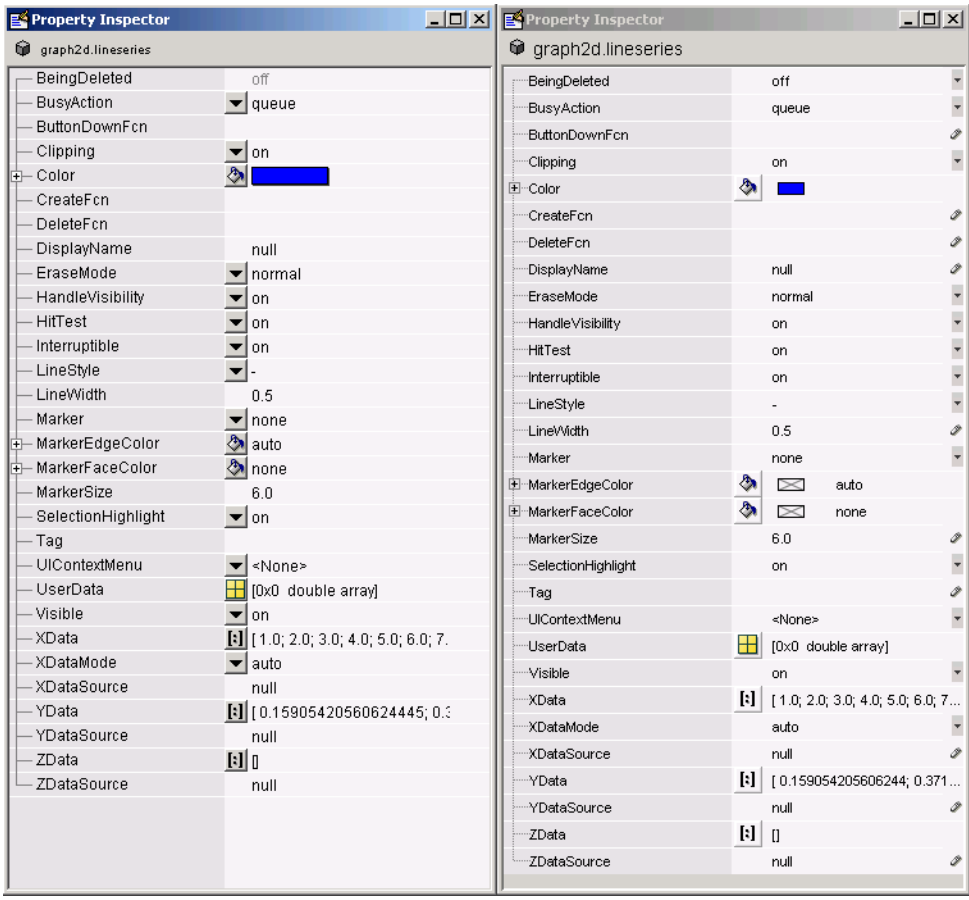 Property Inspector
graph2d.lineseries
BeingDeleted off
BusyAction queue
ButtonDownFcn
Clipping on
Color
CreateFcn
DeleteFcn
DisplayName null
EraseMode normal
HandleVisibility on
HitTest on
Interruptible on
LineStyle -
LineWidth 0.5
Marker none
MarkerEdgeColor auto
MarkerFaceColor none
MarkerSize 6.0
SelectionHighlight on
Tag
UIContextMenu <None>
UserData [0x0 double array]
Visible on
XData [:] [ 1.0; 2.0; 3.0; 4.0; 5.0; 6.0; 7.
XDataMode auto
XDataSource null
YData [:] [ 0.15905420560624445; 0.3
YDataSource null
ZData [:] []
ZDataSource null
Property Inspector
graph2d.lineseries
BeingDeleted off
BusyAction queue
ButtonDownFcn
Clipping on
Color
CreateFcn
DeleteFcn
DisplayName null
EraseMode normal
HandleVisibility on
HitTest on
Interruptible on
LineStyle -
LineWidth 0.5
Marker none
MarkerEdgeColor auto
MarkerFaceColor none
MarkerSize 6.0
SelectionHighlight on
Tag
UIContextMenu <None>
UserData [0x0 double array]
Visible on
XData [:] [ 1.0; 2.0; 3.0; 4.0; 5.0; 6.0; 7...
XDataMode auto
XDataSource null
YData [:] [ 0.159054205606244; 0.371...
YDataSource null
ZData [:] []
ZDataSource null